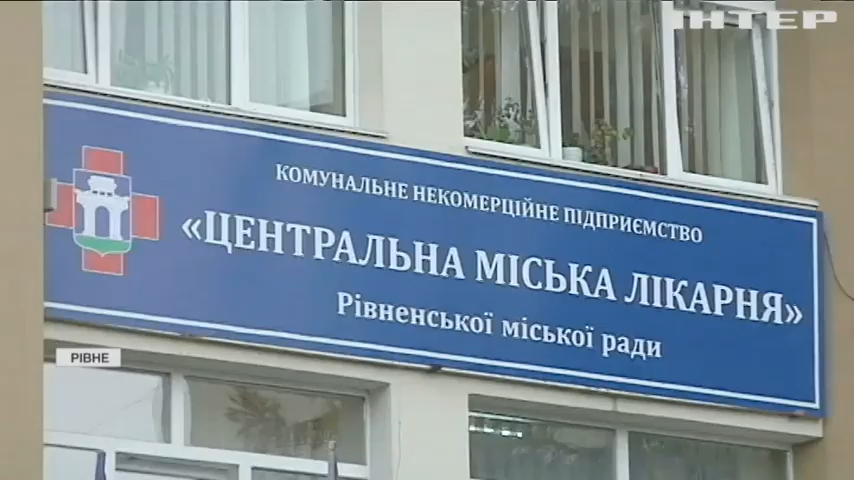 ІНТЕР
КОМУНАЛЬНЕ НЕКОМЕРЦІЙНЕ ПІДПРИЄМСТВО
«ЦЕНТРАЛЬНА МІСЬКА ЛІКАРНЯ»
Рівненської міської ради
РІВНЕ